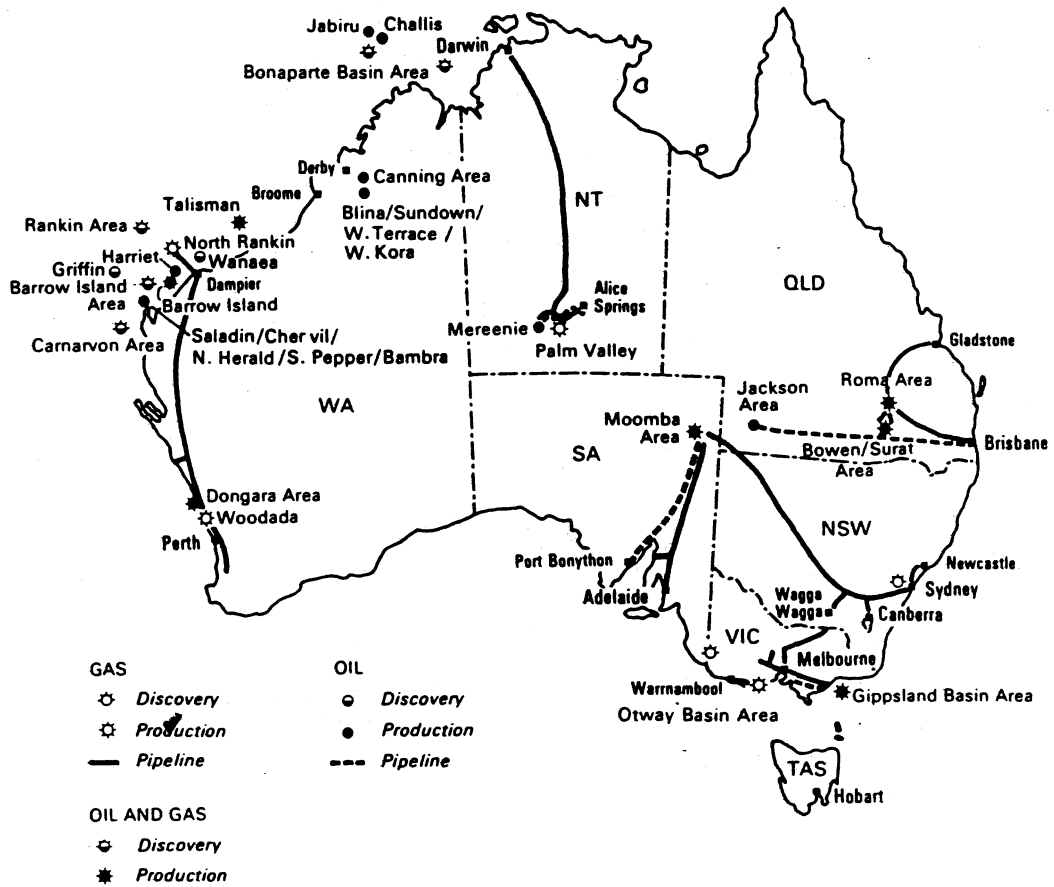 Jabiru
Challis
Darwin
Bonaparte Basin Area
Derby
Canning Area
Broome
Blina/Sundown/
W. Terrace /
W. Kora
NT
Talisman
Rankin Area
North Rankin
Harriet
Wanaea
Griffin
Dampier
Barrow Island
Area
Barrow Island
Saladin/Chervil/
N. Herald/S. Pepper/Bambra
Carnarvon Area
Alice
Springs
Mereenie
Palm Valley
QLD
Gladstone
Roma Area
Jackson
Area
Brisbane
Bowen/Surat
Area
WA
Moomba
Area
SA
Dongara Area
Woodada
Perth
NSW
Port Bonython
Adelaide
Newcastle
Sydney
Wagga
Wagga
Canberra
VIC
Melbourne
Warrnambool
Gippsland Basin Area
Otway Basin Area
TAS
Hobart
GAS
Discovery
Production
Pipeline
OIL
Discovery
Production
Pipeline
OIL AND GAS
Discovery
Production